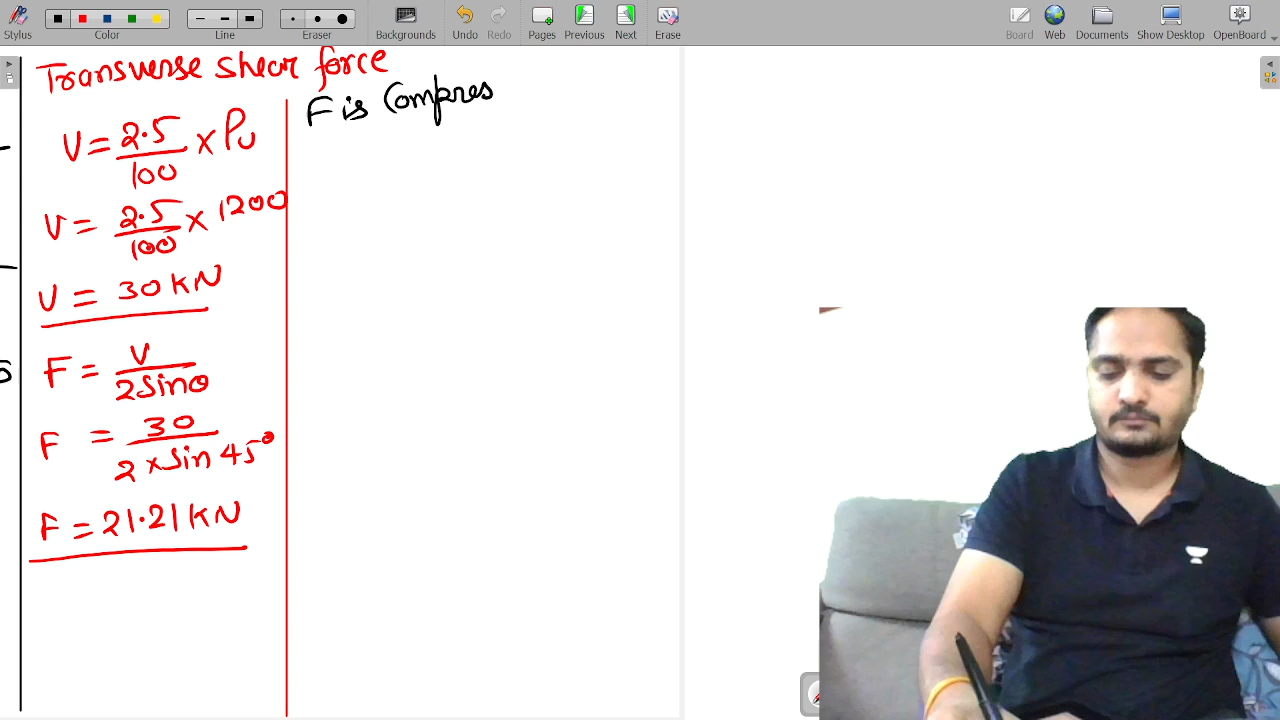 Stylus
Color
Line
Eraser
Backgrounds
Undo
Redo
Pages
Previous
Next
Erase
Board
Web
Documents
Show Desktop
OpenBoard
Transverse shear force
V = 2.5/100 × Pu
V = 2.5/100 × 1200
V = 30 KN
F = V/2sinθ
F = 30/2×sin 45°
F = 21.21 KN
F is Compres